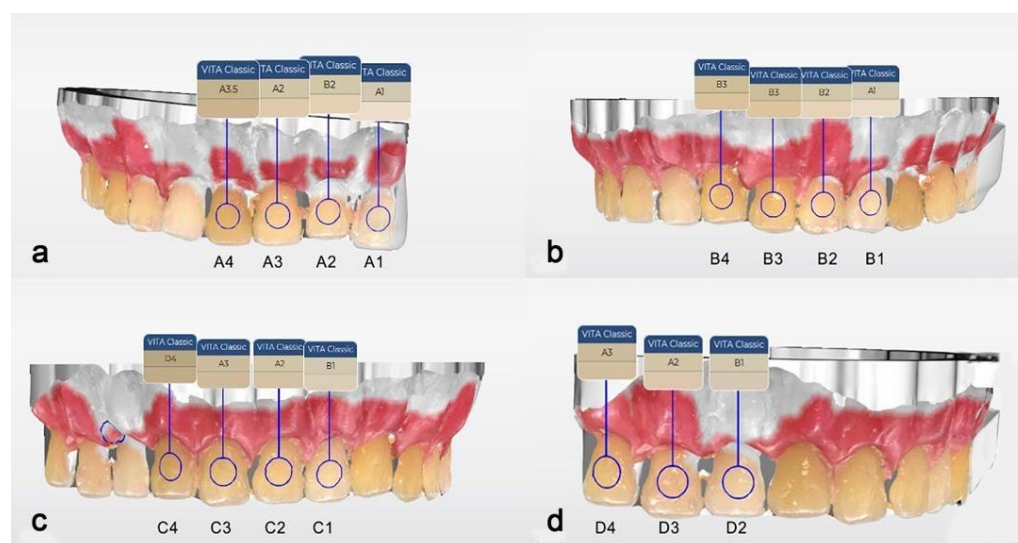 VITA Classic VITA Classic VITA Classic VITA Classic
A3.5 A2 B2 A1
a
A4 A3 A2 A1
VITA Classic VITA Classic VITA Classic VITA Classic
B3 B3 B2 A1
b
B4 B3 B2 B1
VITA Classic VITA Classic VITA Classic VITA Classic
D4 A3 A2 B1
c
C4 C3 C2 C1
VITA Classic VITA Classic VITA Classic
A3 A2 B1
d
D4 D3 D2